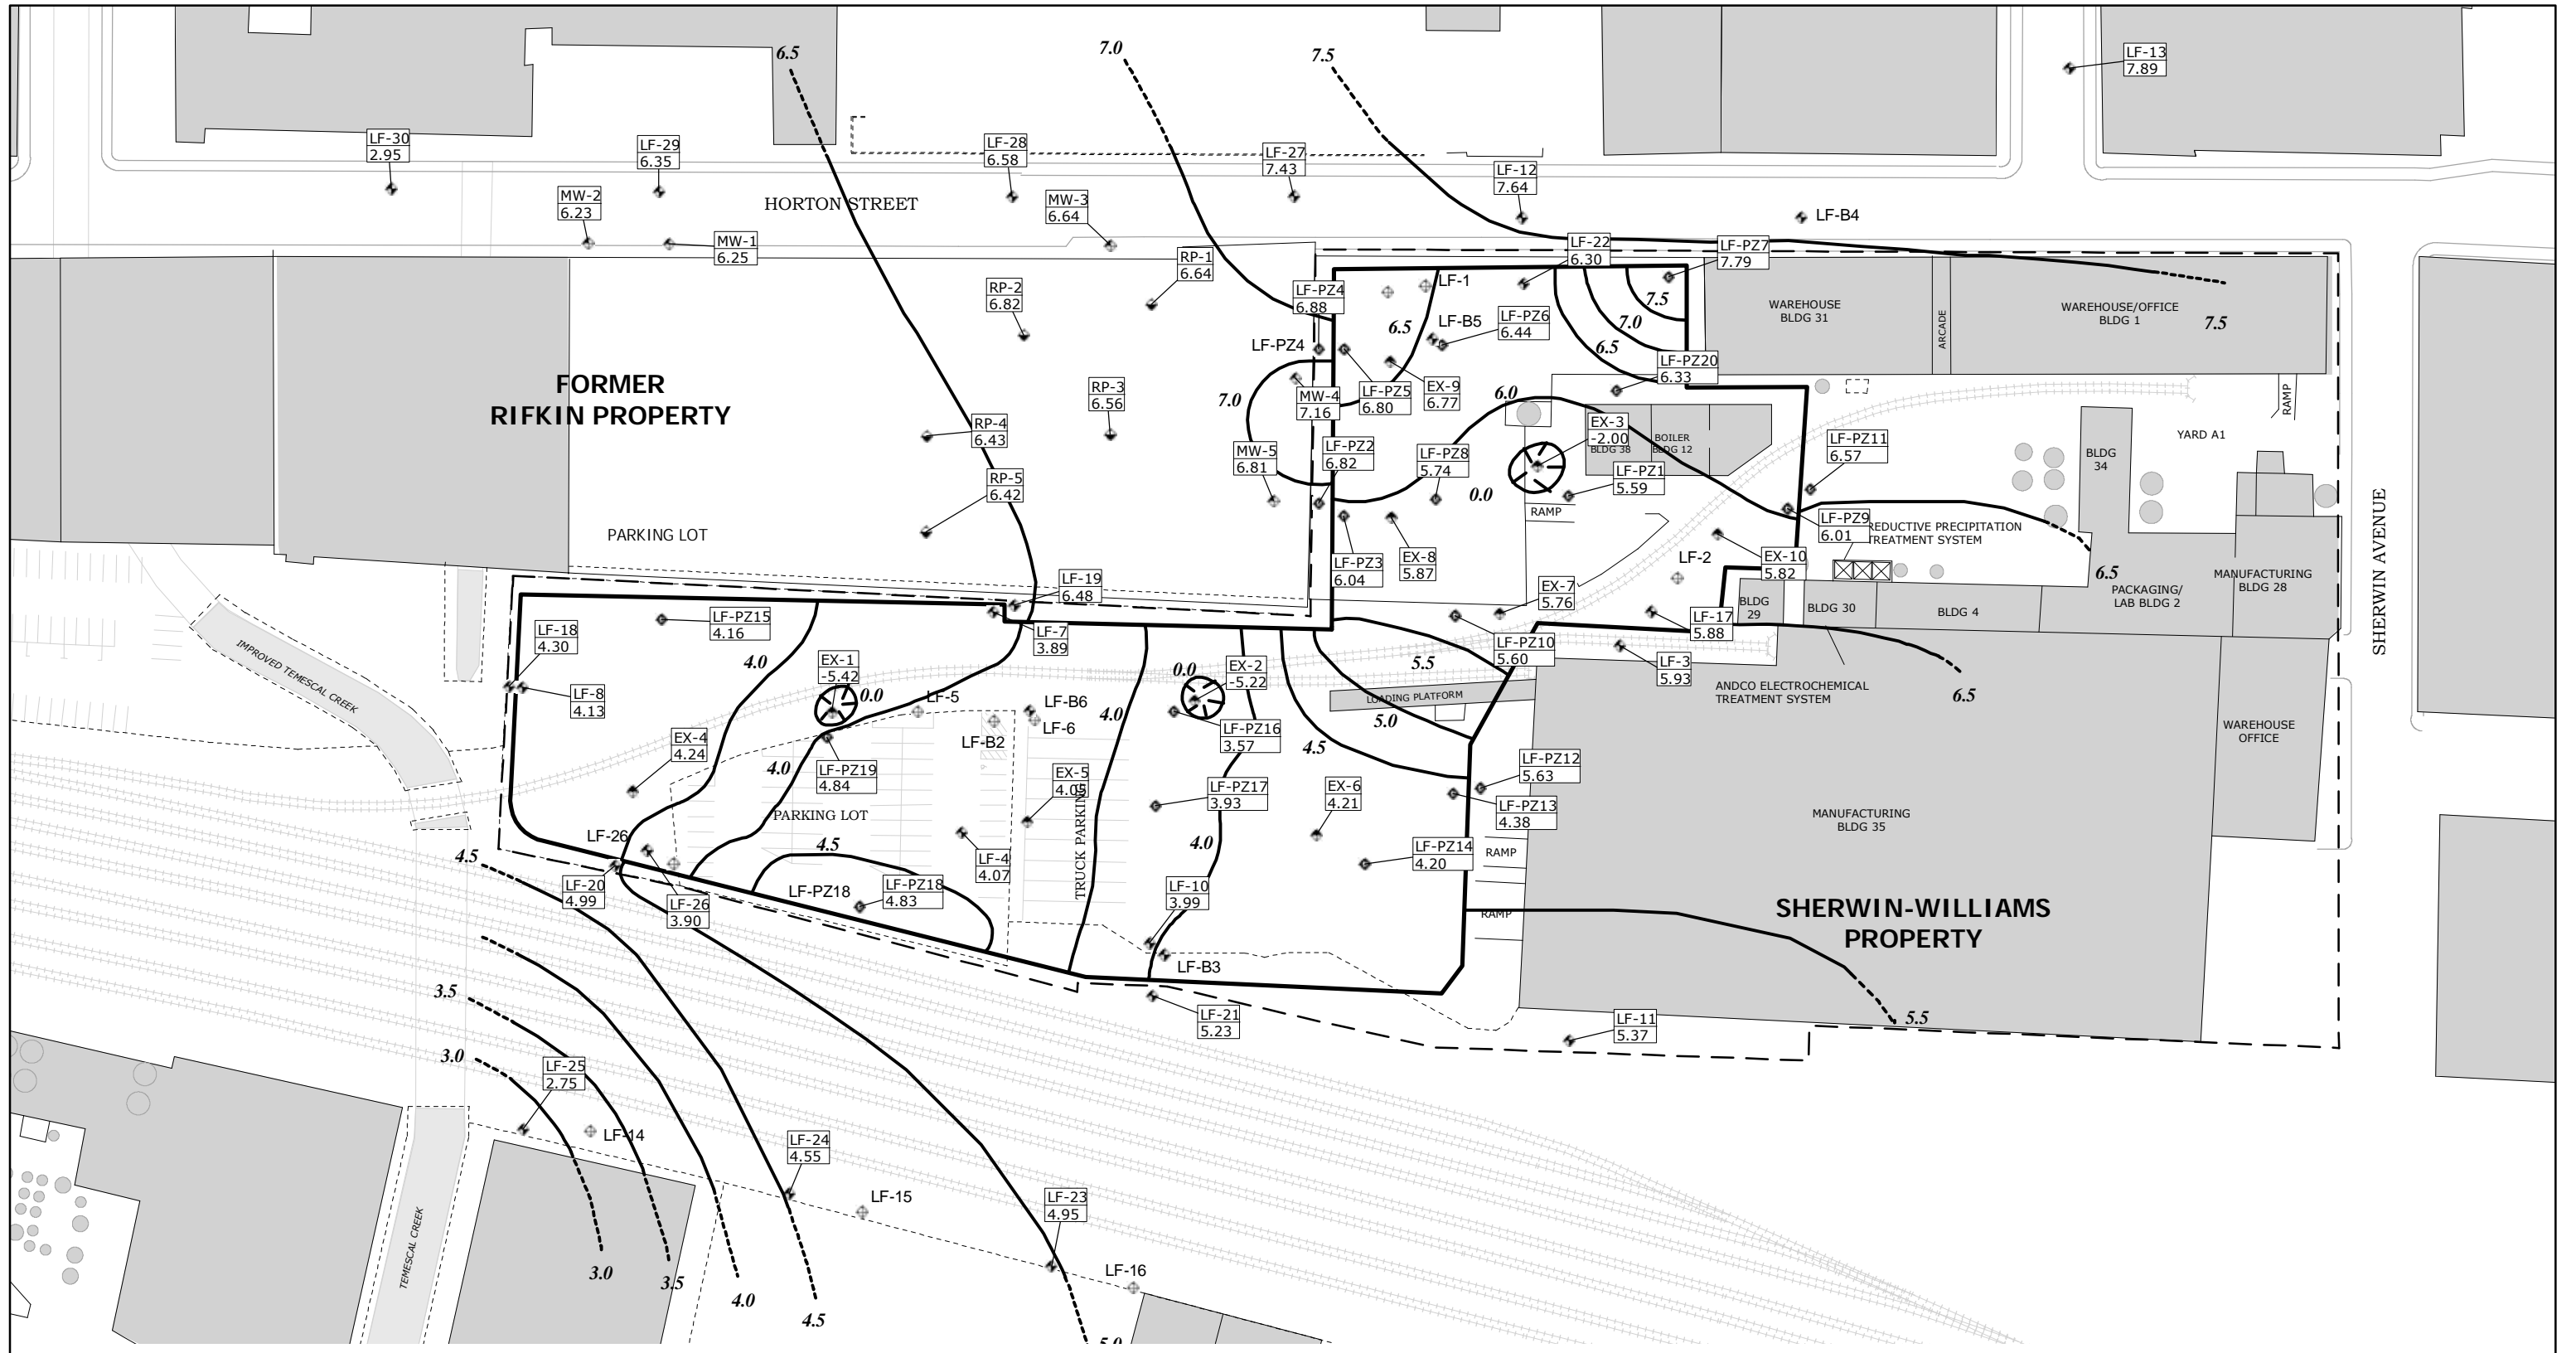 6.5
7.0
7.5
LF-13
7.89
LF-30
2.95
LF-29
6.35
LF-28
6.58
LF-27
7.43
LF-12
7.64
MW-2
6.23
HORTON STREET
MW-3
6.64
LF-B4
MW-1
6.25
RP-1
6.64
LF-22
6.30
LF-PZ7
7.79
RP-2
6.82
LF-PZ4
6.88
LF-1
7.5
WAREHOUSE
BLDG 31
ARCADE
WAREHOUSE/OFFICE
BLDG 1
7.5
6.5
LF-B5
LF-PZ6
6.44
7.0
6.5
LF-PZ4
LF-PZ20
6.33
FORMER
RIFKIN PROPERTY
RP-3
6.56
7.0
MW-4
7.16
LF-PZ5
6.80
EX-9
6.77
6.0
RAMP
RP-4
6.43
EX-3
-2.00
BLDG 38
BOILER
BLDG 12
YARD A1
MW-5
6.81
LF-PZ2
6.82
LF-PZ8
5.74
LF-PZ11
6.57
BLDG
34
RP-5
6.42
0.0
LF-PZ1
5.59
RAMP
PARKING LOT
LF-PZ9
6.01
REDUCTIVE PRECIPITATION
TREATMENT SYSTEM
SHERWIN AVENUE
LF-PZ3
6.04
EX-8
5.87
LF-2
EX-10
5.82
6.5
LF-19
6.48
EX-7
5.76
PACKAGING/
LAB BLDG 2
MANUFACTURING
BLDG 28
BLDG
29
BLDG 30
BLDG 4
LF-PZ15
4.16
LF-18
4.30
LF-7
3.89
LF-17
5.88
LF-PZ10
5.60
IMPROVED TEMESCAL CREEK
4.0
EX-1
-5.42
0.0
0.0
EX-2
-5.22
5.5
LF-3
5.93
LF-8
4.13
LF-5
LF-B6
LF-6
4.0
LOADING PLATFORM
5.0
ANDCO ELECTROCHEMICAL
TREATMENT SYSTEM
6.5
EX-4
4.24
LF-B2
LF-PZ16
3.57
4.5
WAREHOUSE
OFFICE
4.0
LF-PZ19
4.84
EX-5
4.05
LF-PZ17
3.93
EX-6
4.21
LF-PZ12
5.63
LF-PZ13
4.38
PARKING LOT
TRUCK PARKING
MANUFACTURING
BLDG 35
LF-26
4.5
4.0
LF-PZ14
4.20
RAMP
4.5
LF-4
4.07
LF-20
4.99
LF-26
3.90
LF-PZ18
LF-PZ18
4.83
LF-10
3.99
RAMP
SHERWIN-WILLIAMS
PROPERTY
LF-B3
3.5
LF-21
5.23
LF-11
5.37
5.5
3.0
LF-25
2.75
LF-14
LF-24
4.55
LF-15
LF-23
4.95
TEMESCAL CREEK
LF-16
3.0
3.5
4.0
4.5
5.0